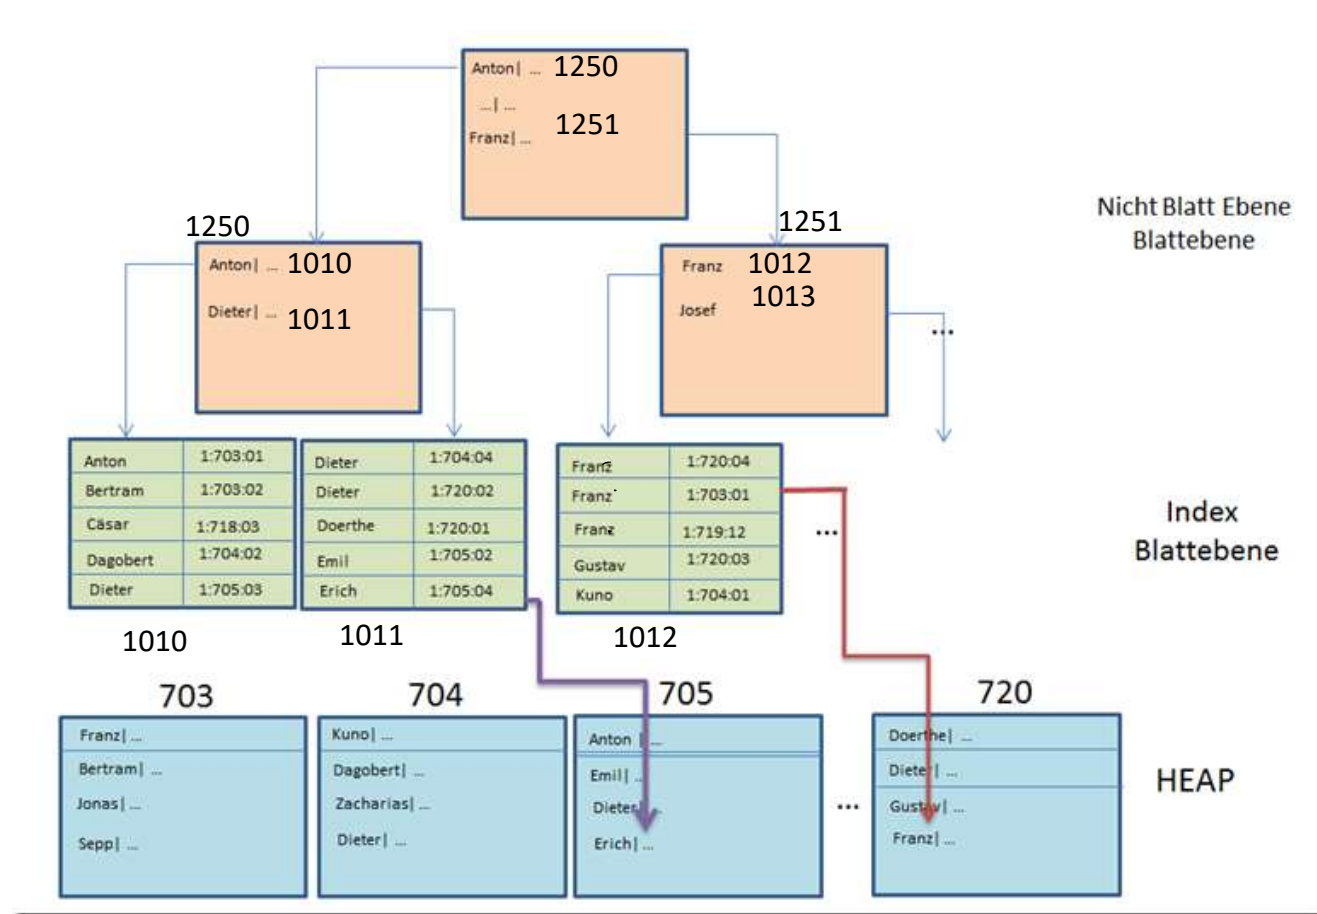 Anton| ... 1250
...| ...
Franz| ... 1251
Nicht Blatt Ebene
Blattebene
1250
Anton| ... 1010
Dieter| ... 1011
1251
Franz 1012
Josef 1013
...
Anton 1:703:01
Bertram 1:703:02
Cäsar 1:718:03
Dagobert 1:704:02
Dieter 1:705:03
1010
Dieter 1:704:04
Dieter 1:720:02
Doerthe 1:720:01
Emil 1:705:02
Erich 1:705:04
1011
Franz 1:720:04
Franz 1:703:01
Franz 1:719:12
Gustav 1:720:03
Kuno 1:704:01
1012
...
Index
Blattebene
703
Franz| ...
Bertram| ...
Jonas| ...
Sepp| ...
704
Kuno| ...
Dagobert| ...
Zacharias| ...
Dieter| ...
705
Anton | ...
Emil| ...
Dieter| ...
Erich| ...
...
720
Doerthe| ...
Dieter| ...
Gustav| ...
Franz| ...
HEAP